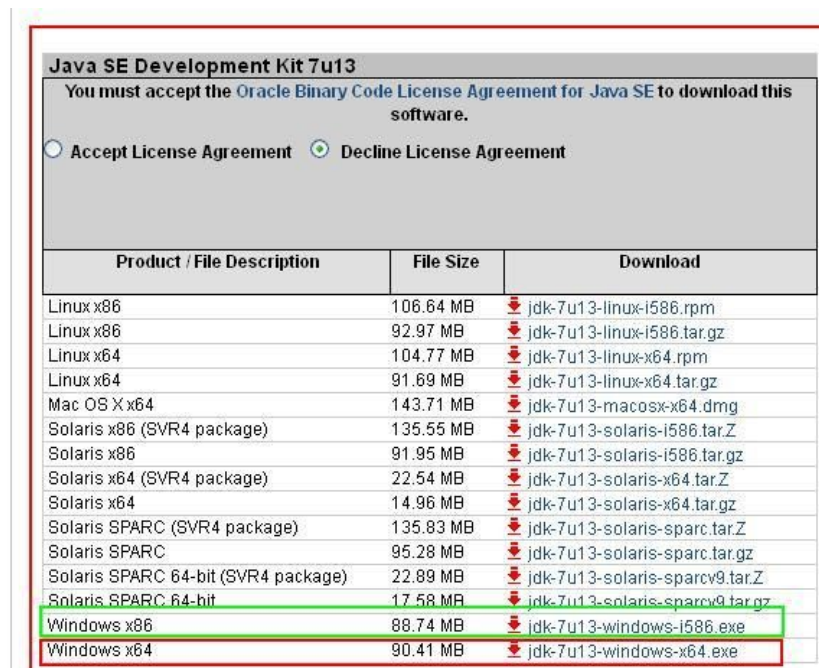 Java SE Development Kit 7u13
You must accept the Oracle Binary Code License Agreement for Java SE to download this
software.
Accept License Agreement Decline License Agreement
Product / File Description File Size Download
Linux x86 106.64 MB jdk-7u13-linux-i586.rpm
Linux x86 92.97 MB jdk-7u13-linux-i586.tar.gz
Linux x64 104.77 MB jdk-7u13-linux-x64.rpm
Linux x64 91.69 MB jdk-7u13-linux-x64.tar.gz
Mac OS X x64 143.71 MB jdk-7u13-macosx-x64.dmg
Solaris x86 (SVR4 package) 135.55 MB jdk-7u13-solaris-i586.tar.Z
Solaris x86 91.95 MB jdk-7u13-solaris-i586.tar.gz
Solaris x64 (SVR4 package) 22.54 MB jdk-7u13-solaris-x64.tar.Z
Solaris x64 14.96 MB jdk-7u13-solaris-x64.tar.gz
Solaris SPARC (SVR4 package) 135.83 MB jdk-7u13-solaris-sparc.tar.Z
Solaris SPARC 95.28 MB jdk-7u13-solaris-sparc.tar.gz
Solaris SPARC 64-bit (SVR4 package) 22.89 MB jdk-7u13-solaris-sparcv9.tar.Z
Solaris SPARC 64-bit 17.58 MB jdk-7u13-solaris-sparcv9.tar.gz
Windows x86 88.74 MB jdk-7u13-windows-i586.exe
Windows x64 90.41 MB jdk-7u13-windows-x64.exe